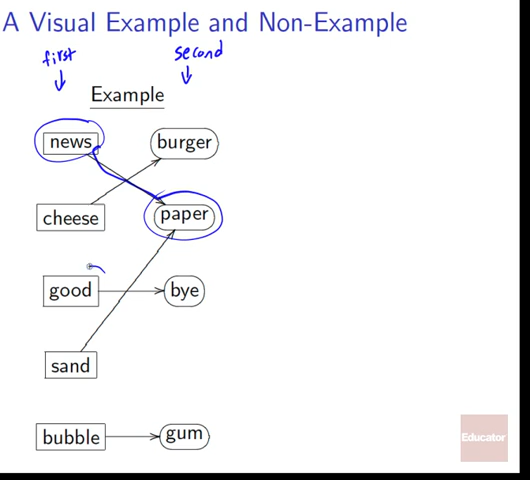 A Visual Example and Non-Example
first second
Example
news burger
cheese paper
good bye
sand
bubble gum
Educator